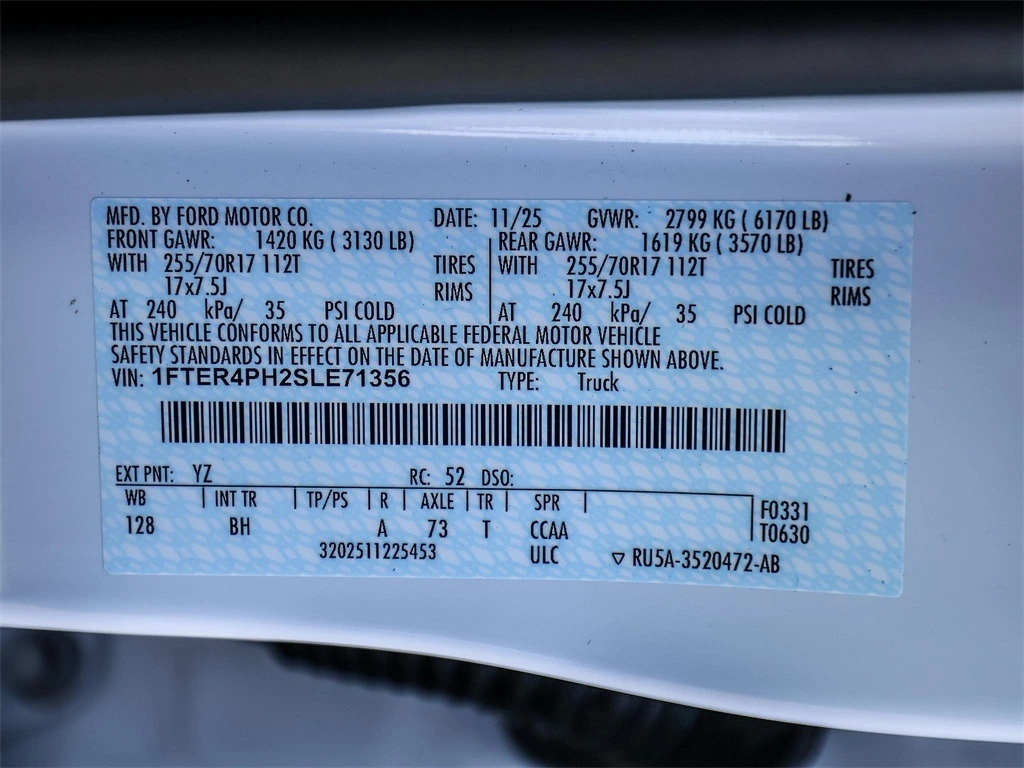 MFD. BY FORD MOTOR CO. DATE: 11/25 GVWR: 2799 KG ( 6170 LB)
FRONT GAWR: 1420 KG ( 3130 LB) REAR GAWR: 1619 KG ( 3570 LB)
WITH 255/70R17 112T TIRES WITH 255/70R17 112T TIRES
17x7.5J RIMS 17x7.5J RIMS
AT 240 kPa/ 35 PSI COLD AT 240 kPa/ 35 PSI COLD
THIS VEHICLE CONFORMS TO ALL APPLICABLE FEDERAL MOTOR VEHICLE
SAFETY STANDARDS IN EFFECT ON THE DATE OF MANUFACTURE SHOWN ABOVE.
VIN: 1FTER4PH2SLE71356 TYPE: Truck
EXT PNT: YZ RC: 52 DSO:
WB INT TR TP/PS R AXLE TR SPR F0331
128 BH A 73 T CCAA T0630
3202511225453 ULC ▽ RU5A-3520472-AB